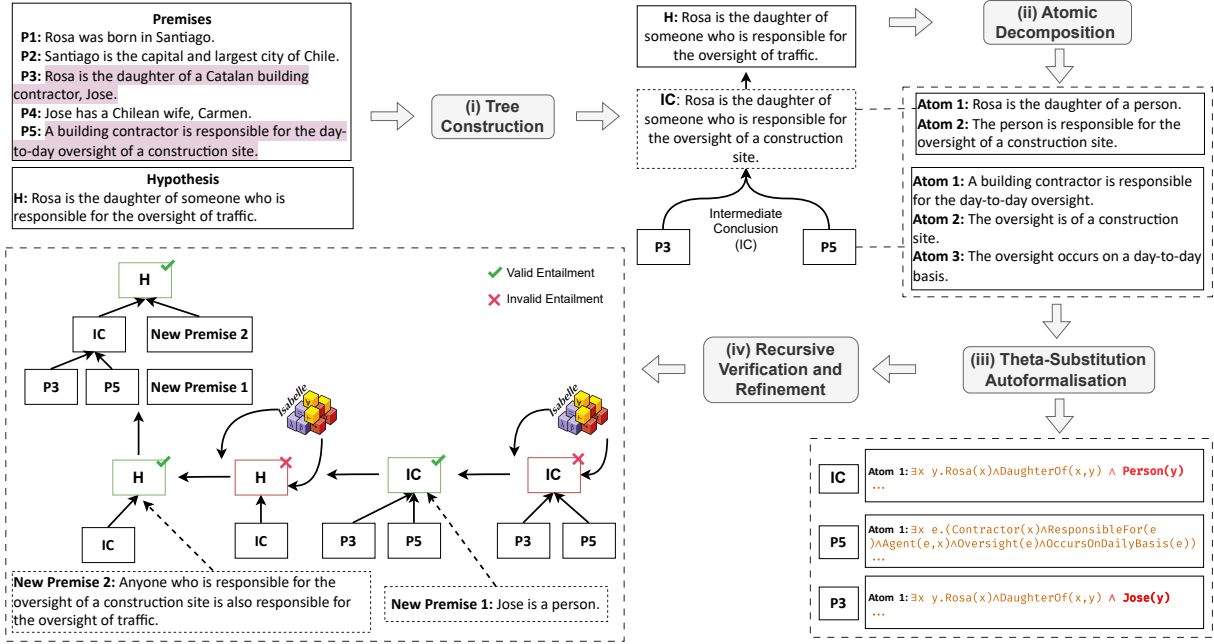 Premises
P1: Rosa was born in Santiago.
P2: Santiago is the capital and largest city of Chile.
P3: Rosa is the daughter of a Catalan building
contractor, Jose.
P4: Jose has a Chilean wife, Carmen.
P5: A building contractor is responsible for the day-
to-day oversight of a construction site.
Hypothesis
H: Rosa is the daughter of someone who is
responsible for the oversight of traffic.
(i) Tree
Construction
H: Rosa is the daughter of
someone who is responsible for
the oversight of traffic.
IC: Rosa is the daughter of
someone who is responsible for
the oversight of a construction
site.
Intermediate
Conclusion
(IC)
P3
P5
(ii) Atomic
Decomposition
Atom 1: Rosa is the daughter of a person.
Atom 2: The person is responsible for the
oversight of a construction site.
Atom 1: A building contractor is responsible
for the day-to-day oversight.
Atom 2: The oversight is of a construction
site.
Atom 3: The oversight occurs on a day-to-day
basis.
(iii) Theta-Substitution
Autoformalisation
(iv) Recursive
Verification and
Refinement
IC
Atom 1: ∃x y.Rosa(x)∧DaughterOf(x,y) ∧ Person(y)
...
P5
Atom 1: ∃x e.(Contractor(x)∧ResponsibleFor(e
)∧Agent(e,x)∧Oversight(e)∧OccursOnDailyBasis(e))
...
P3
Atom 1: ∃x y.Rosa(x)∧DaughterOf(x,y) ∧ Jose(y)
...
Valid Entailment
Invalid Entailment
H
IC
New Premise 2
P3
P5
New Premise 1
Isabelle
Isabelle
H
H
IC
IC
IC
IC
P3
P5
P3
P5
New Premise 2: Anyone who is responsible for the
oversight of a construction site is also responsible for
the oversight of traffic.
New Premise 1: Jose is a person.